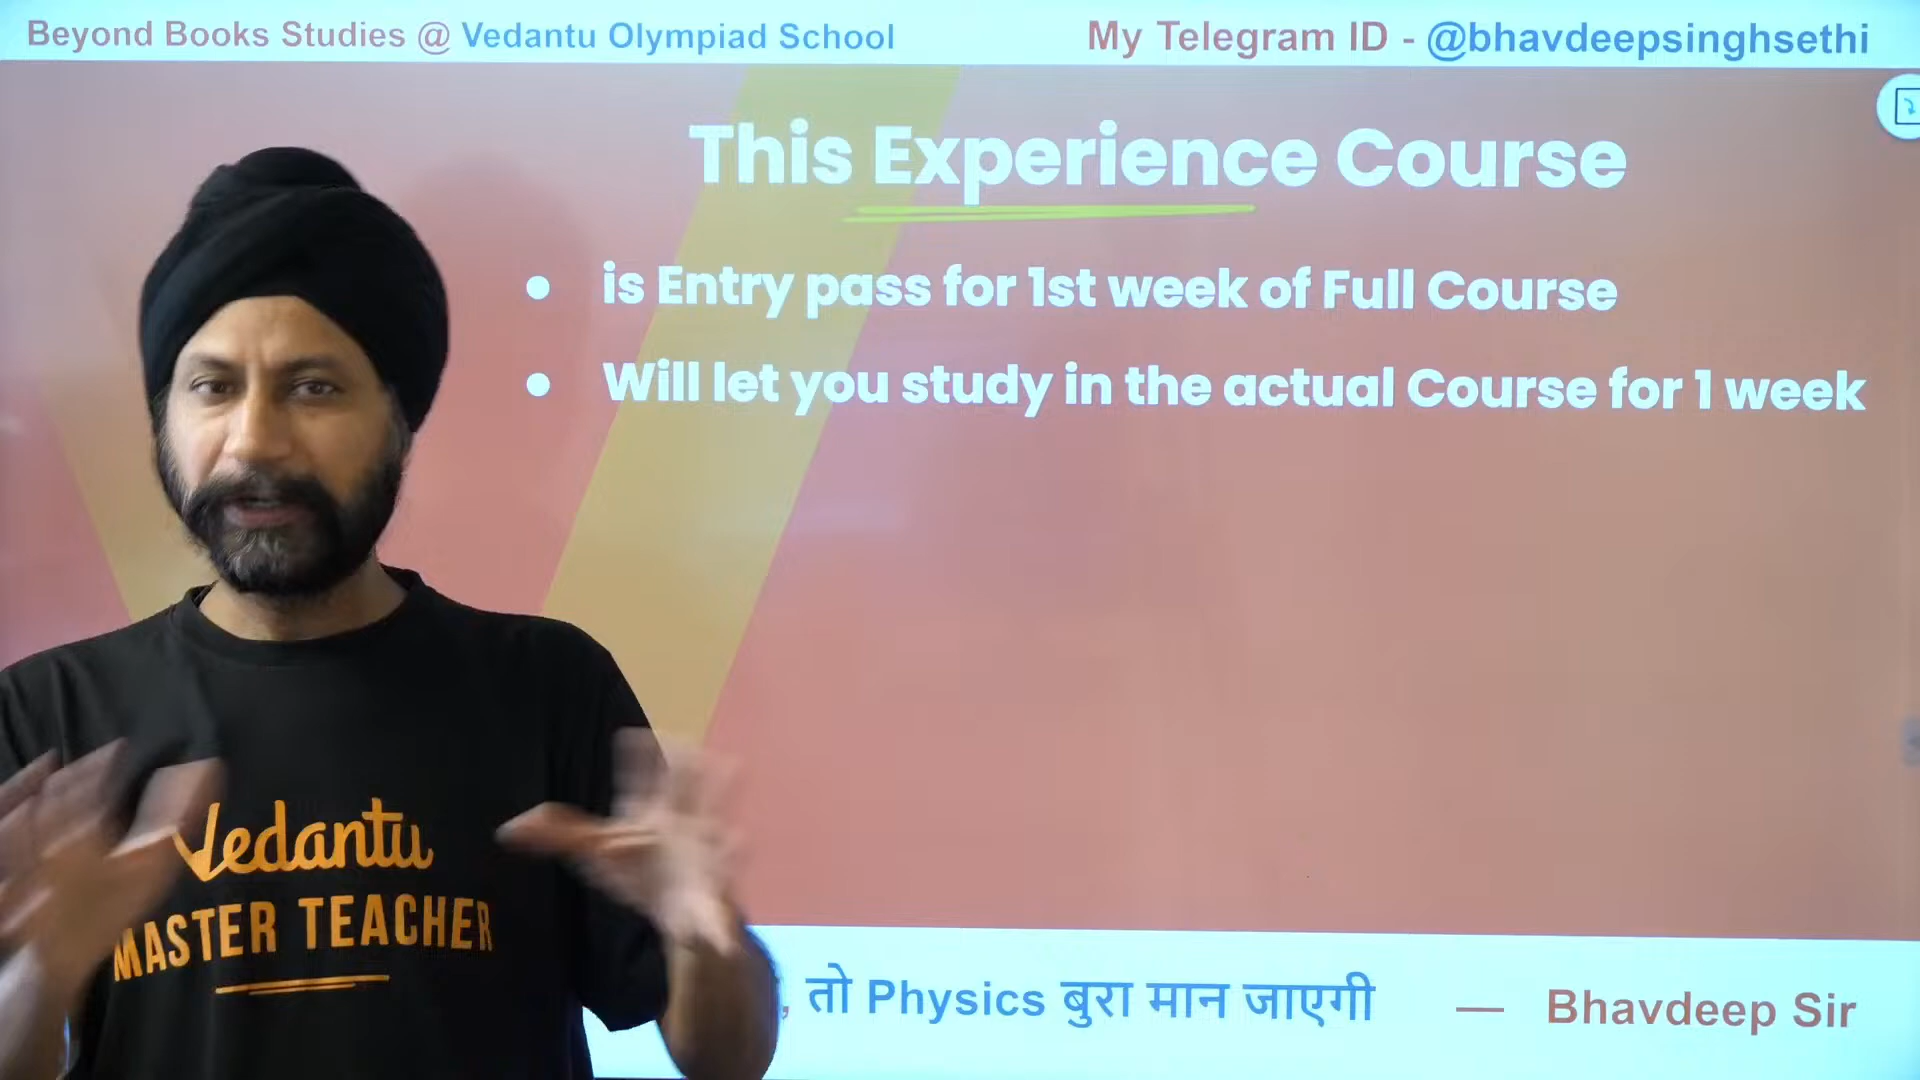 Beyond Books Studies @ Vedantu Olympiad School
My Telegram ID - @bhavdeepsinghsethi
This Experience Course
• is Entry pass for 1st week of Full Course
• Will let you study in the actual Course for 1 week
Vedantu
MASTER TEACHER
, तो Physics बुरा मान जाएगी — Bhavdeep Sir